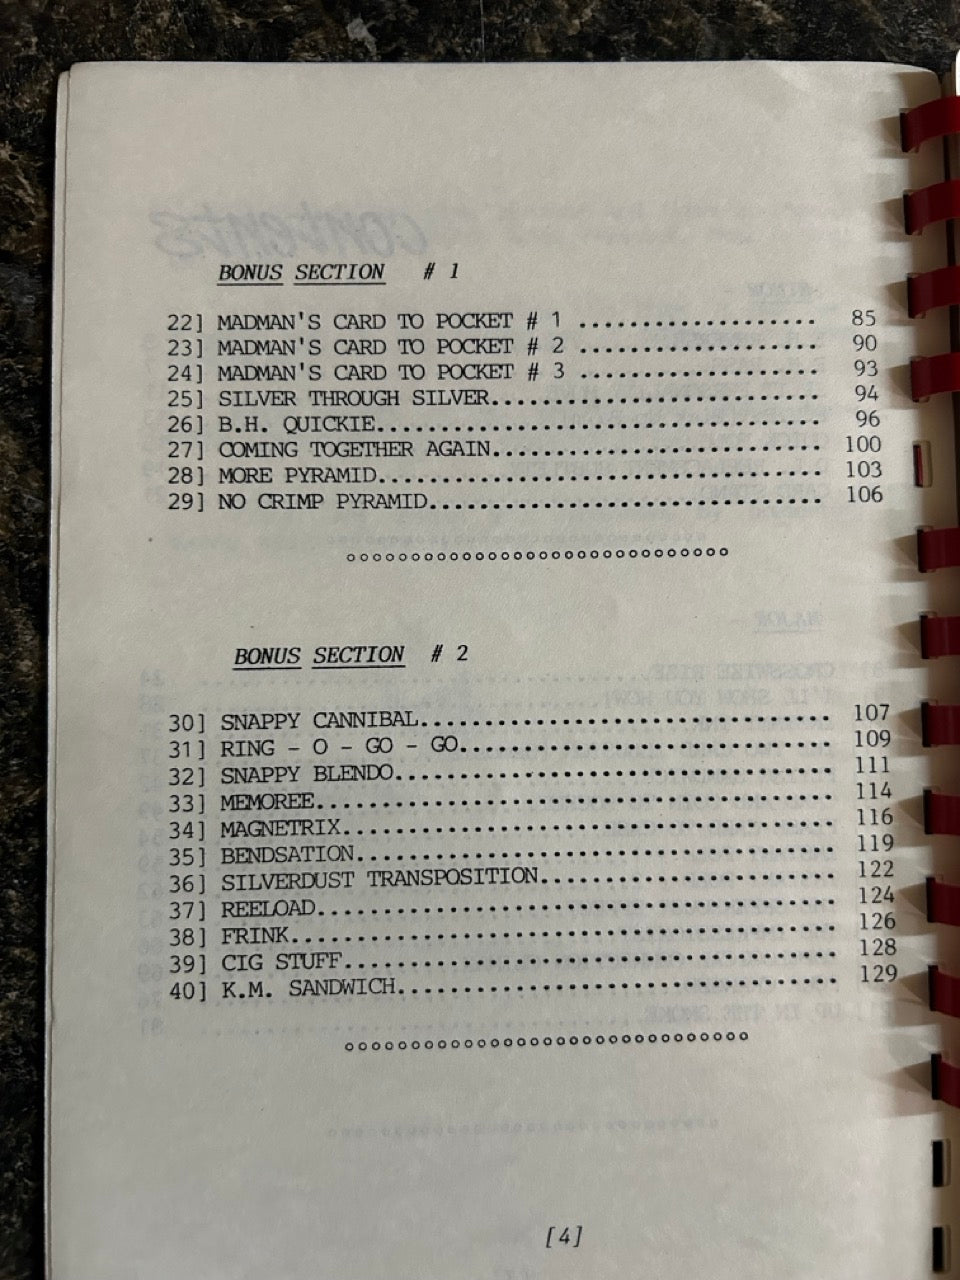 BONUS SECTION # 1
22] MADMAN'S CARD TO POCKET # 1 ................... 85
23] MADMAN'S CARD TO POCKET # 2 ................... 90
24] MADMAN'S CARD TO POCKET # 3 ................... 93
25] SILVER THROUGH SILVER.......................... 94
26] B.H. QUICKIE................................... 96
27] COMING TOGETHER AGAIN.......................... 100
28] MORE PYRAMID................................... 103
29] NO CRIMP PYRAMID............................... 106
BONUS SECTION # 2
30] SNAPPY CANNIBAL................................ 107
31] RING - O - GO - GO............................. 109
32] SNAPPY BLENDO.................................. 111
33] MEMOREE........................................ 114
34] MAGNETRIX...................................... 116
35] BENDSATION..................................... 119
36] SILVERDUST TRANSPOSITION....................... 122
37] REELOAD........................................ 124
38] FRINK.......................................... 126
39] CIG STUFF...................................... 128
40] K.M. SANDWICH.................................. 129
[4]